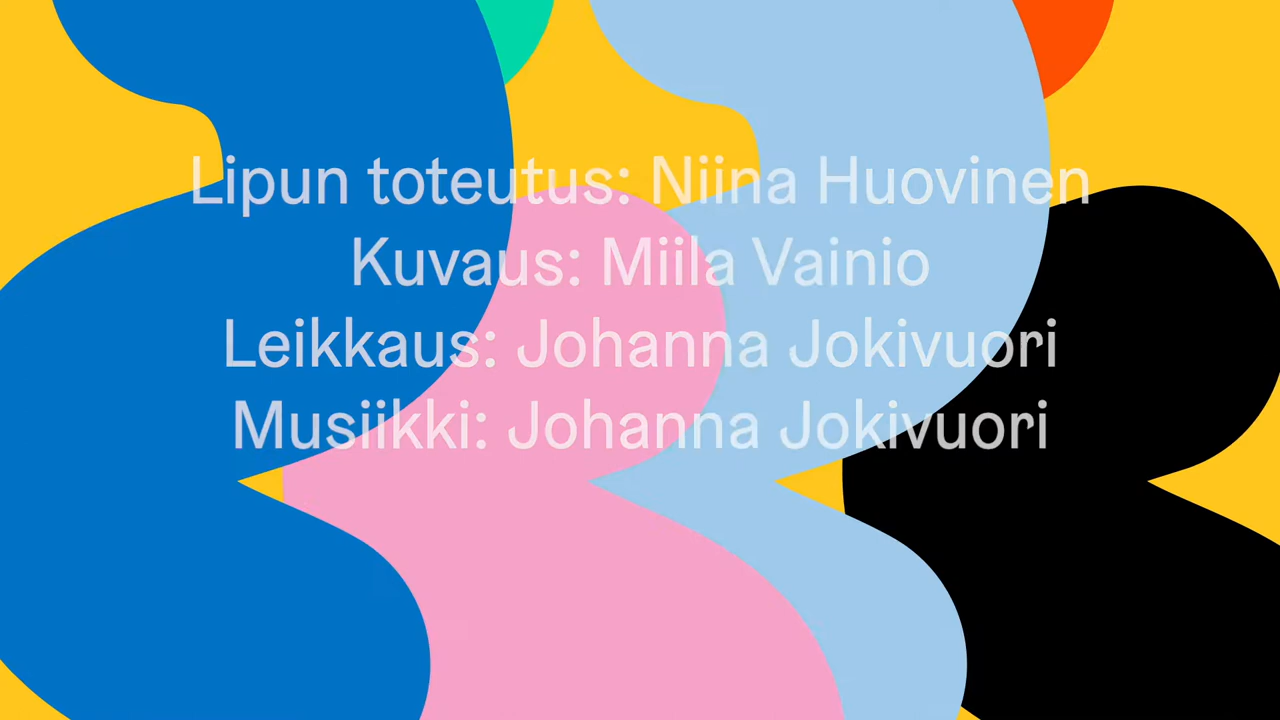 Lipun toteutus: Niina Huovinen
Kuvaus: Miila Vainio
Leikkaus: Johanna Jokivuori
Musiikki: Johanna Jokivuori